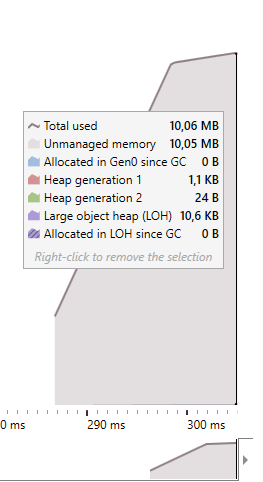 Total used 10,06 MB
Unmanaged memory 10,05 MB
Allocated in Gen0 since GC 0 B
Heap generation 1 1,1 KB
Heap generation 2 24 B
Large object heap (LOH) 10,6 KB
Allocated in LOH since GC 0 B
Right-click to remove the selection
0 ms 290 ms 300 ms